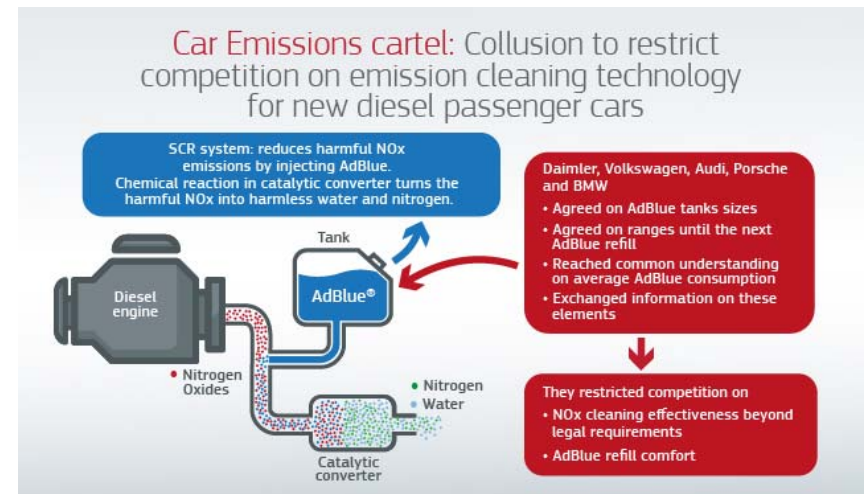 Car Emissions cartel: Collusion to restrict
competition on emission cleaning technology
for new diesel passenger cars
SCR system: reduces harmful NOx
emissions by injecting AdBlue.
Chemical reaction in catalytic converter turns the
harmful NOx into harmless water and nitrogen.
Daimler, Volkswagen, Audi, Porsche
and BMW
• Agreed on AdBlue tanks sizes
• Agreed on ranges until the next
AdBlue refill
• Reached common understanding
on average AdBlue consumption
• Exchanged information on these
elements
Tank
AdBlue®
Diesel
engine
• Nitrogen
Oxides
• Nitrogen
• Water
Catalytic
converter
They restricted competition on
• NOx cleaning effectiveness beyond
legal requirements
• AdBlue refill comfort